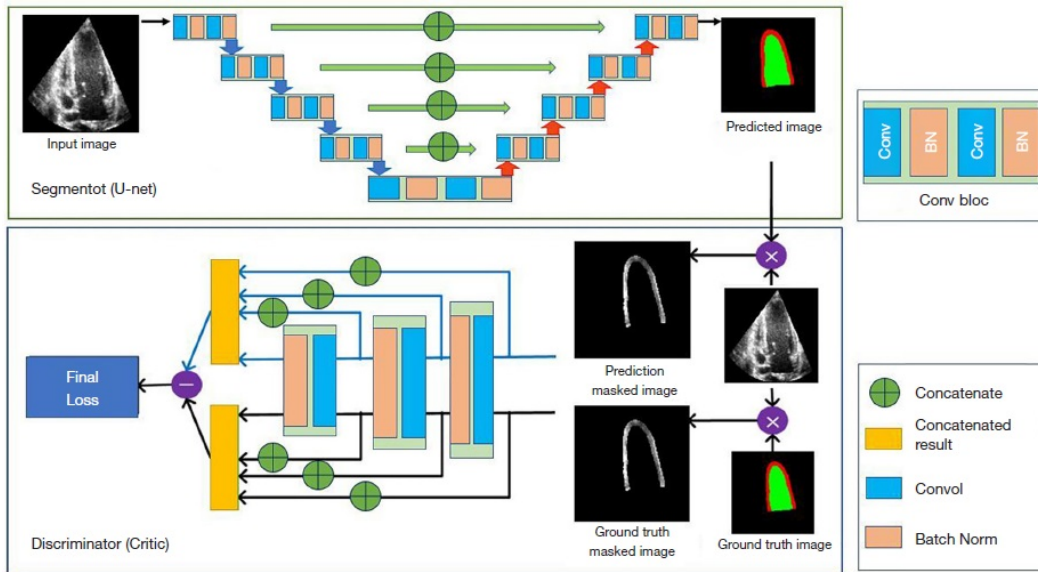 Input image
Segmentot (U-net)
Predicted image
Conv
BN
Conv
BN
Conv bloc
Final
Loss
Prediction
masked image
Ground truth
masked image
Ground truth image
Discriminator (Critic)
Concatenate
Concatenated
result
Convol
Batch Norm